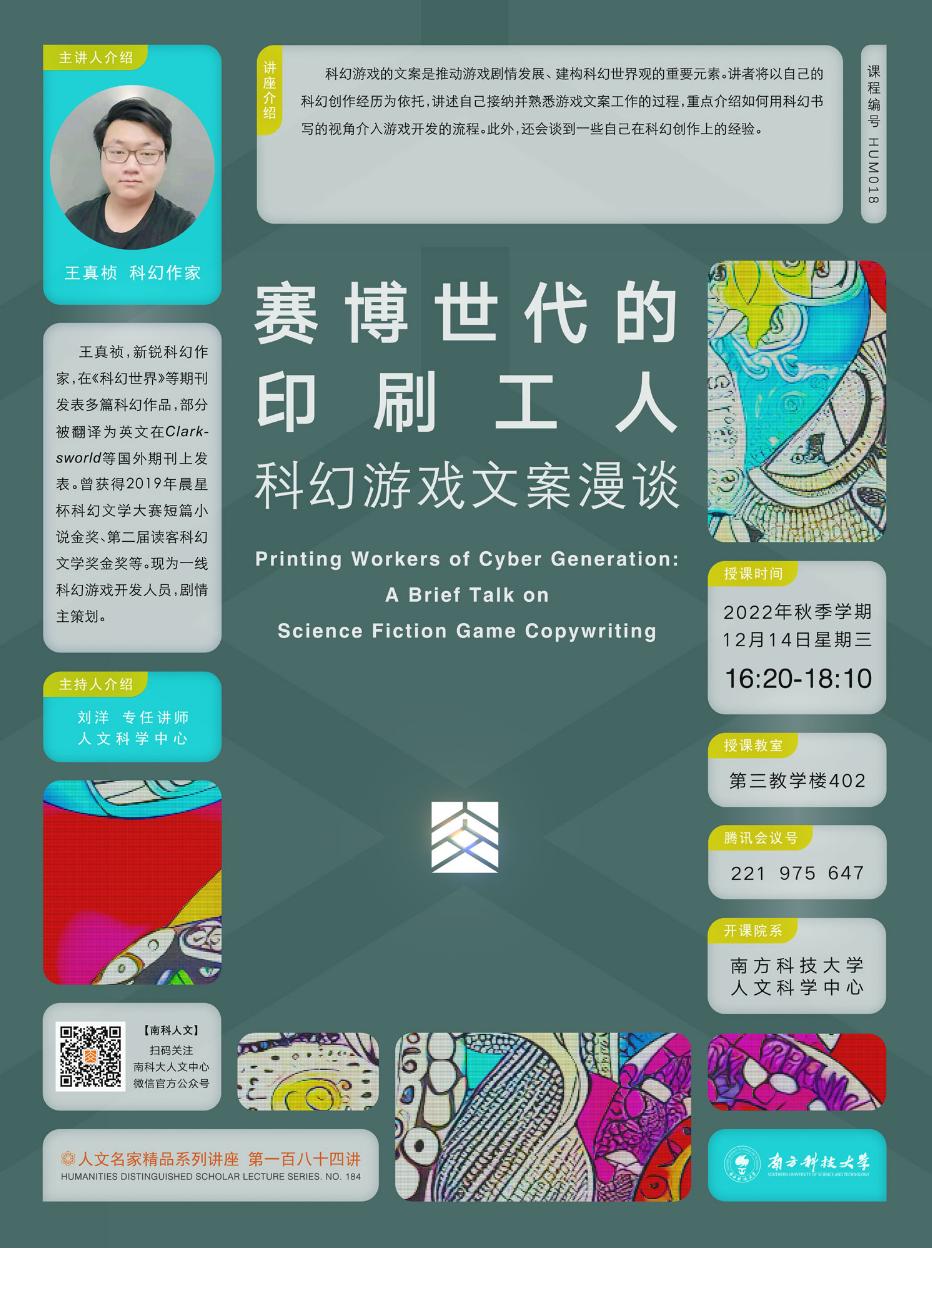 主讲人介绍
王真桢 科幻作家
讲座介绍
科幻游戏的文案是推动游戏剧情发展、建构科幻世界观的重要元素。讲者将以自己的
科幻创作经历为依托，讲述自己接纳并熟悉游戏文案工作的过程，重点介绍如何用科幻书
写的视角介入游戏开发的流程。此外，还会谈到一些自己在科幻创作上的经验。
课程编号 HUM018
赛博世代的
印刷工人
科幻游戏文案漫谈
Printing Workers of Cyber Generation:
A Brief Talk on
Science Fiction Game Copywriting
王真祯，新锐科幻作
家，在《科幻世界》等期刊
发表多篇科幻作品，部分
被翻译为英文在Clark-
sworld等国外期刊上发
表。曾获得2019年晨星
杯科幻文学大赛短篇小
说金奖、第二届读客科幻
文学奖金奖等。现为一线
科幻游戏开发人员，剧情
主策划。
主持人介绍
刘洋 专任讲师
人文科学中心
授课时间
2022年秋季学期
12月14日星期三
16:20-18:10
授课教室
第三教学楼402
腾讯会议号
221 975 647
开课院系
南方科技大学
人文科学中心
【南科人文】
扫码关注
南科大人文中心
微信官方公众号
人文名家精品系列讲座 第一百八十四讲
HUMANITIES DISTINGUISHED SCHOLAR LECTURE SERIES. NO. 184
南方科技大学
SOUTHERN UNIVERSITY OF SCIENCE AND TECHNOLOGY